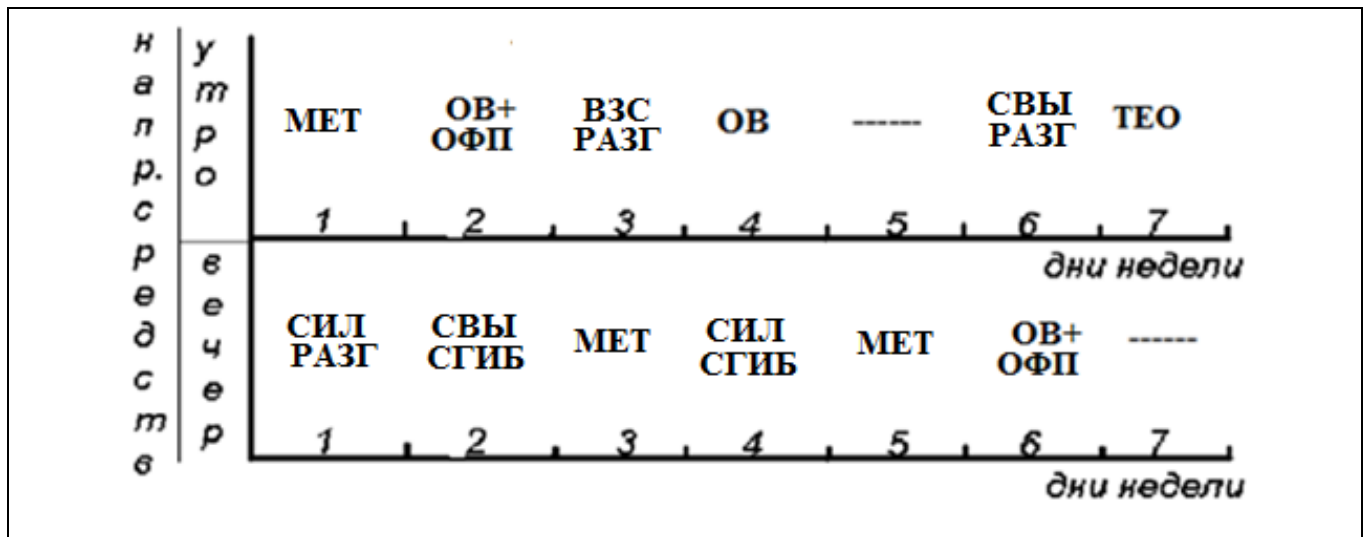 напр.средств
утро
МЕТ ОВ+ ВЗС ОВ ------ СВЫ ТЕО
ОФП РАЗГ РАЗГ
1 2 3 4 5 6 7
дни недели
вечер
СИЛ СВЫ МЕТ СИЛ МЕТ ОВ+ ------
РАЗГ СГИБ СГИБ ОФП
1 2 3 4 5 6 7
дни недели